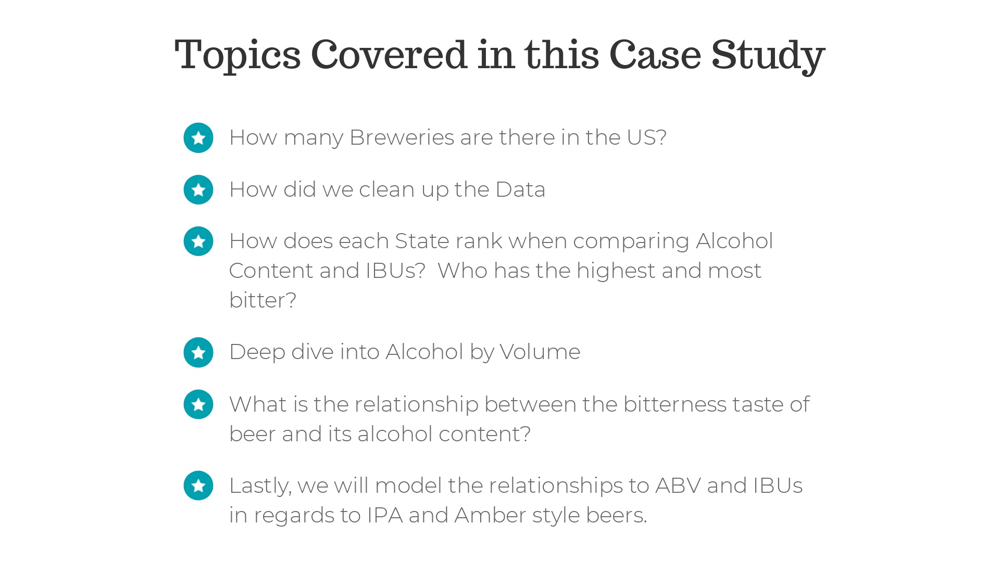 Topics Covered in this Case Study
How many Breweries are there in the US?
How did we clean up the Data
How does each State rank when comparing Alcohol
Content and IBUs?  Who has the highest and most
bitter?
Deep dive into Alcohol by Volume
What is the relationship between the bitterness taste of
beer and its alcohol content?
Lastly, we will model the relationships to ABV and IBUs
in regards to IPA and Amber style beers.